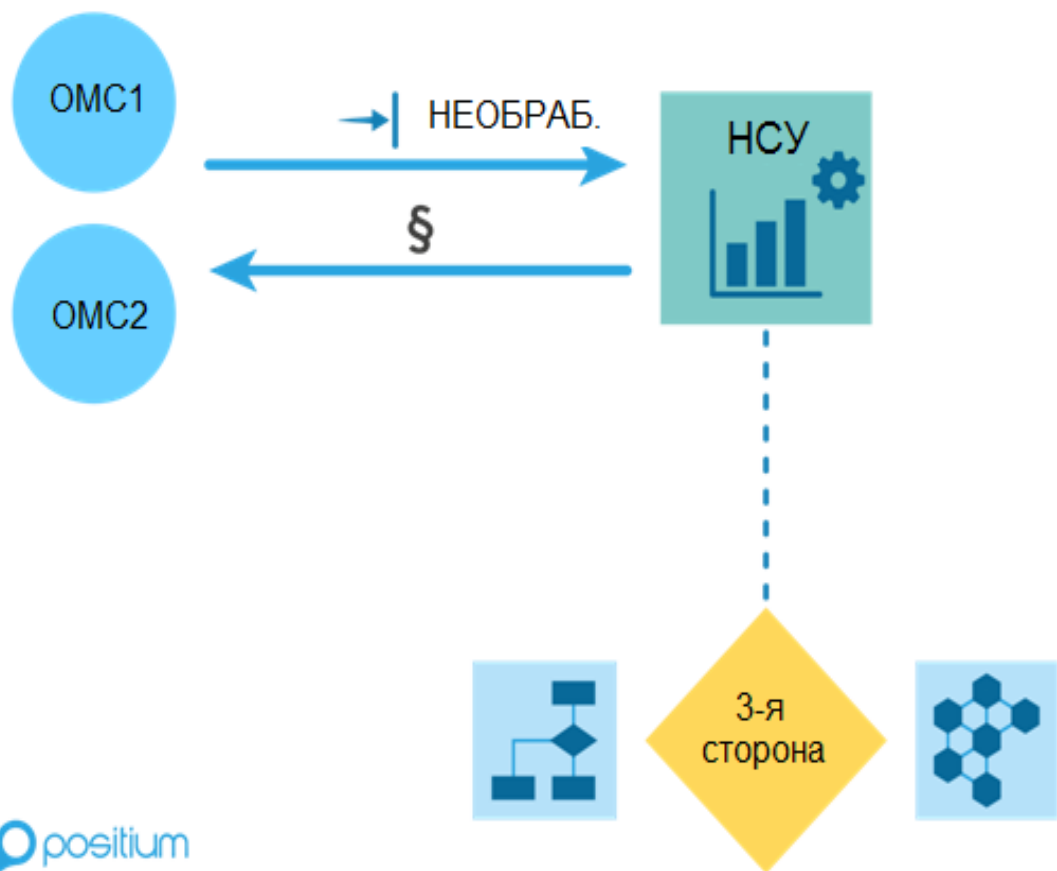 ОМС1
НЕОБРАБ.
НСУ
§
ОМС2
3-я
сторона
positium